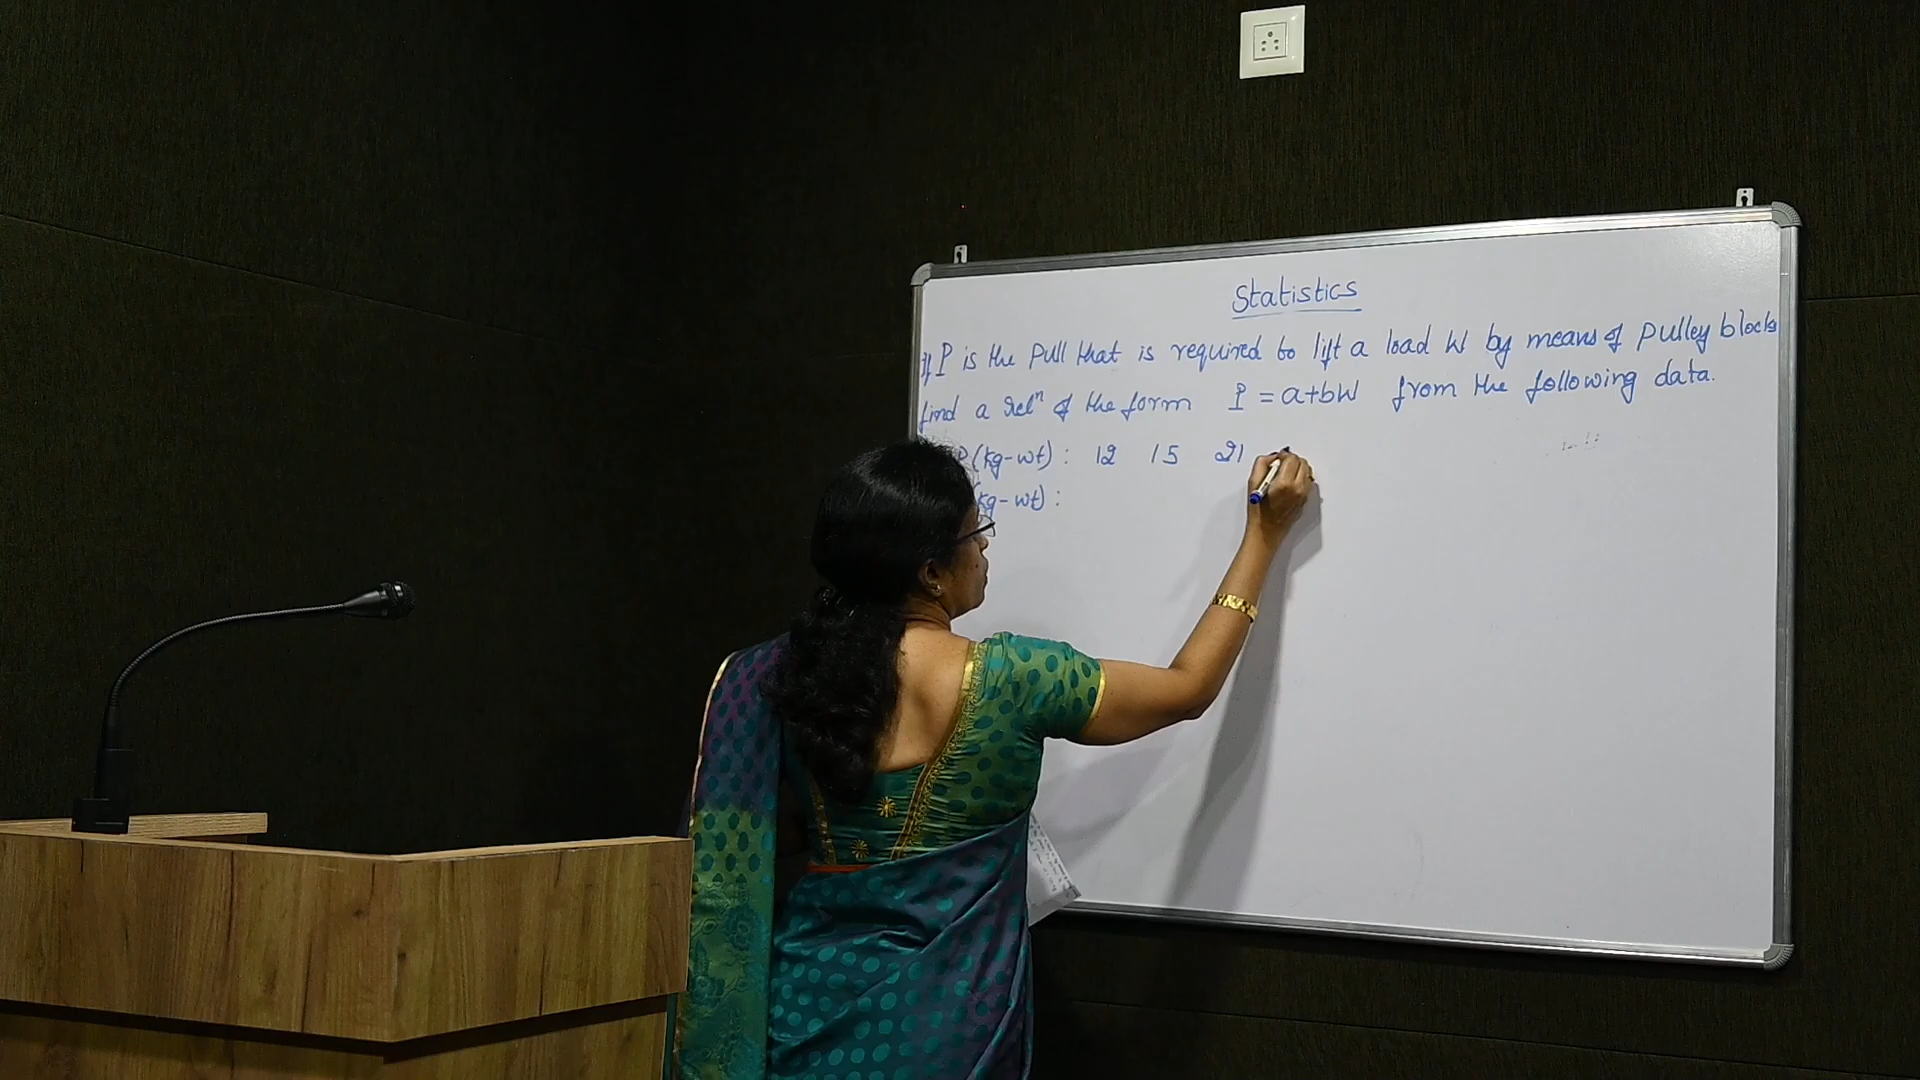 Statistics
If P is the pull that is required to lift a load W by means of pulley blocks
find a relⁿ of the form P = a+bW from the following data.
P(kg-wt) : 12 15 21
(kg-wt) :